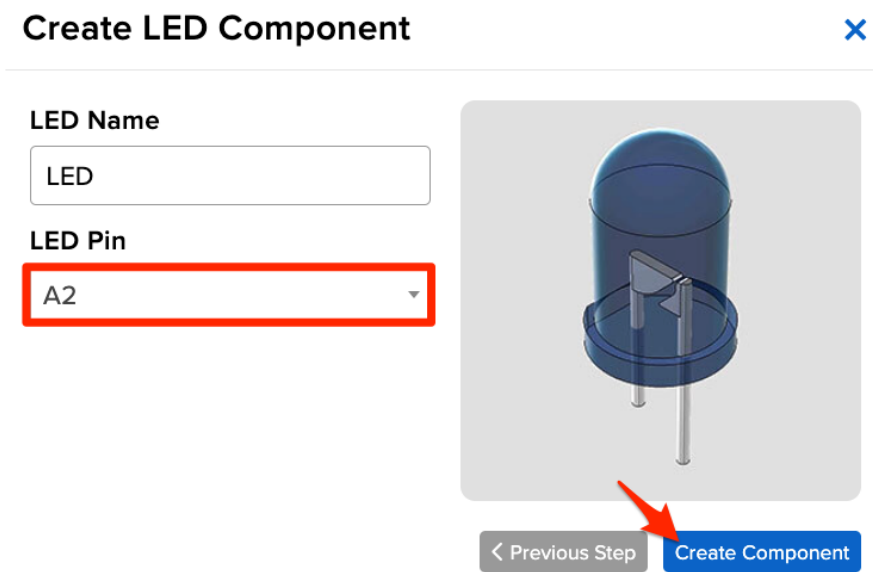 Create LED Component
LED Name
LED
LED Pin
A2
Previous Step
Create Component